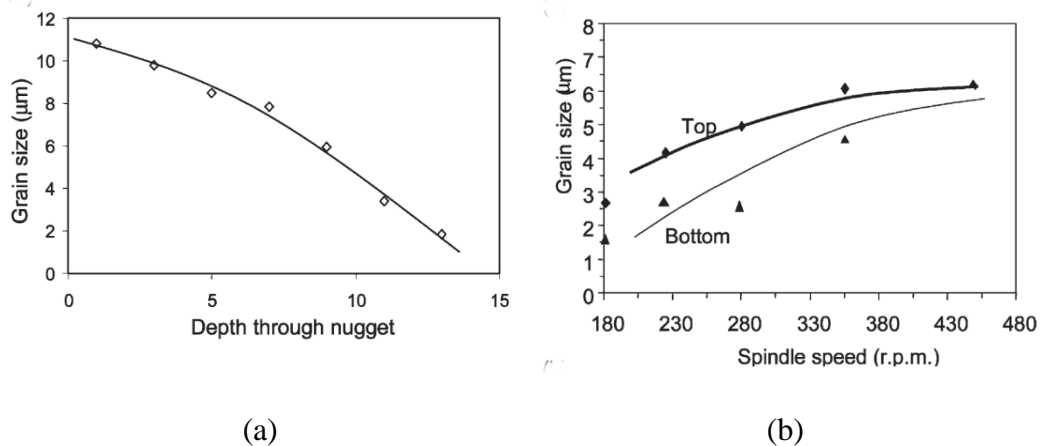 12
10
8
6
4
2
0
Grain size (μm)
0 5 10 15
Depth through nugget
(a)
8
7
6
5
4
3
2
1
0
Grain size (μm)
Top
Bottom
180 230 280 330 380 430 480
Spindle speed (r.p.m.)
(b)